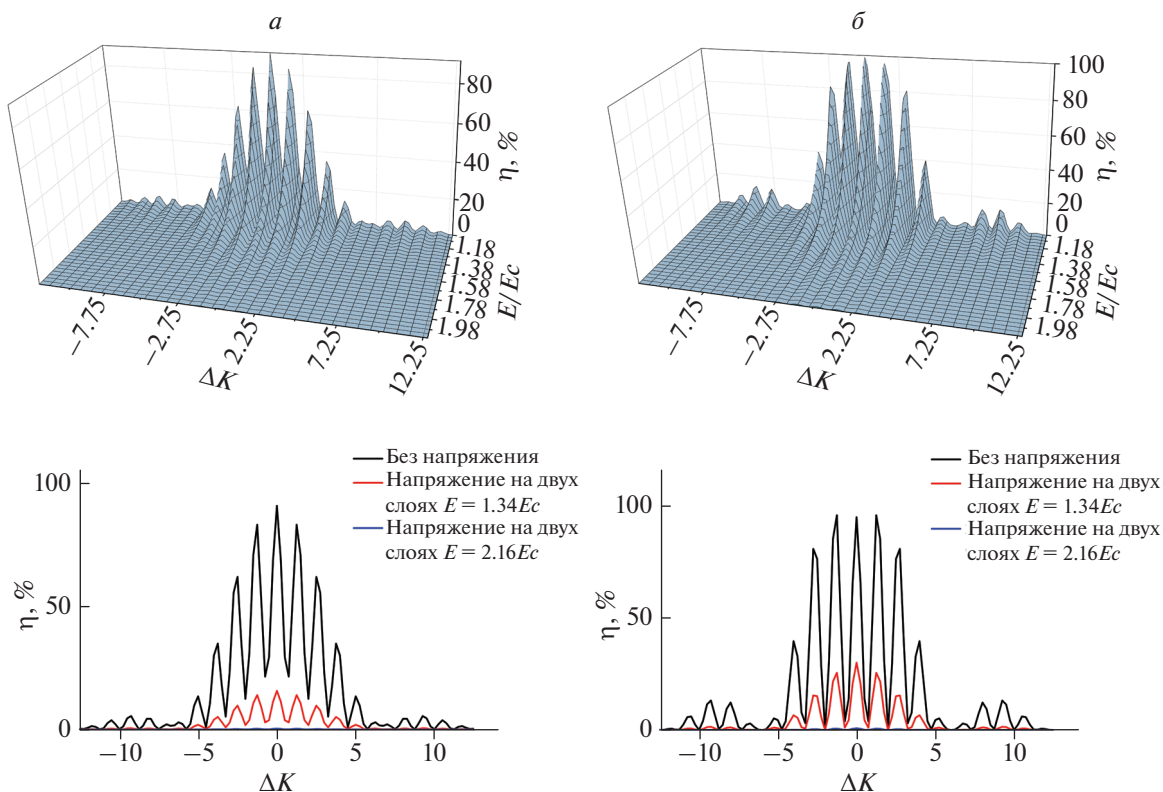 а
80
60
40
20
0
η, %
1.18
1.38
1.58
1.78
1.98
E/Ec
−7.75
−2.75
2.25
7.25
12.25
ΔK
б
100
80
60
40
20
0
η, %
1.18
1.38
1.58
1.78
1.98
E/Ec
−7.75
−2.75
2.25
7.25
12.25
ΔK
Без напряжения
Напряжение на двух
слоях E = 1.34Ec
Напряжение на двух
слоях E = 2.16Ec
100
50
0
η, %
−10
−5
0
5
10
ΔK
Без напряжения
Напряжение на двух
слоях E = 1.34Ec
Напряжение на двух
слоях E = 2.16Ec
100
50
0
η, %
−10
−5
0
5
10
ΔK